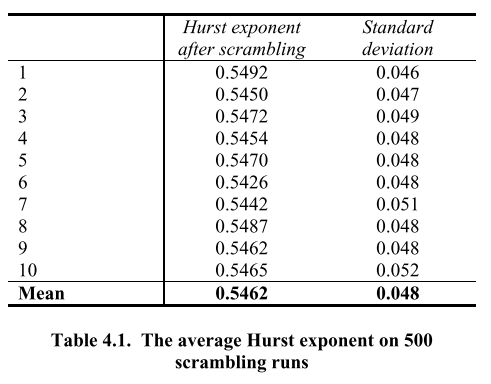 Hurst exponent Standard
after scrambling deviation
1 0.5492 0.046
2 0.5450 0.047
3 0.5472 0.049
4 0.5454 0.048
5 0.5470 0.048
6 0.5426 0.048
7 0.5442 0.051
8 0.5487 0.048
9 0.5462 0.048
10 0.5465 0.052
Mean 0.5462 0.048
Table 4.1. The average Hurst exponent on 500
scrambling runs